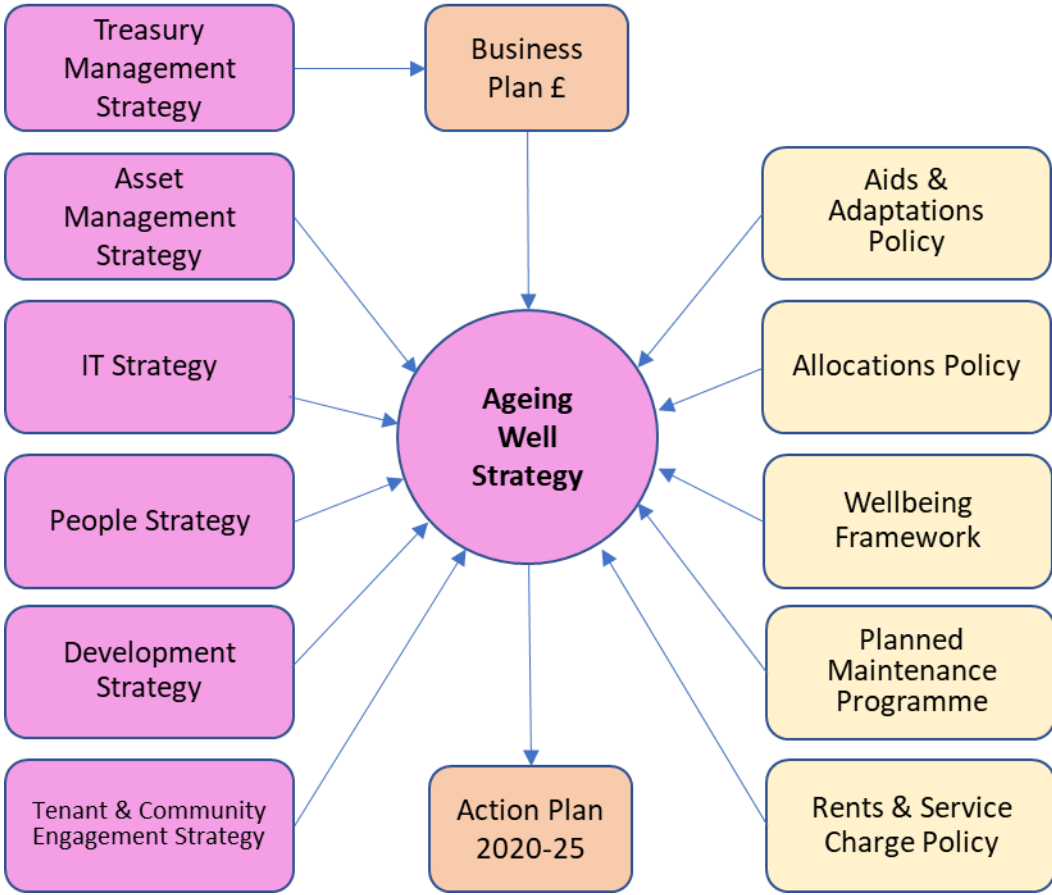 Treasury
Management
Strategy
Business
Plan £
Asset
Management
Strategy
Aids &
Adaptations
Policy
IT Strategy
Allocations Policy
Ageing
Well
Strategy
People Strategy
Wellbeing
Framework
Development
Strategy
Planned
Maintenance
Programme
Tenant & Community
Engagement Strategy
Action Plan
2020-25
Rents & Service
Charge Policy